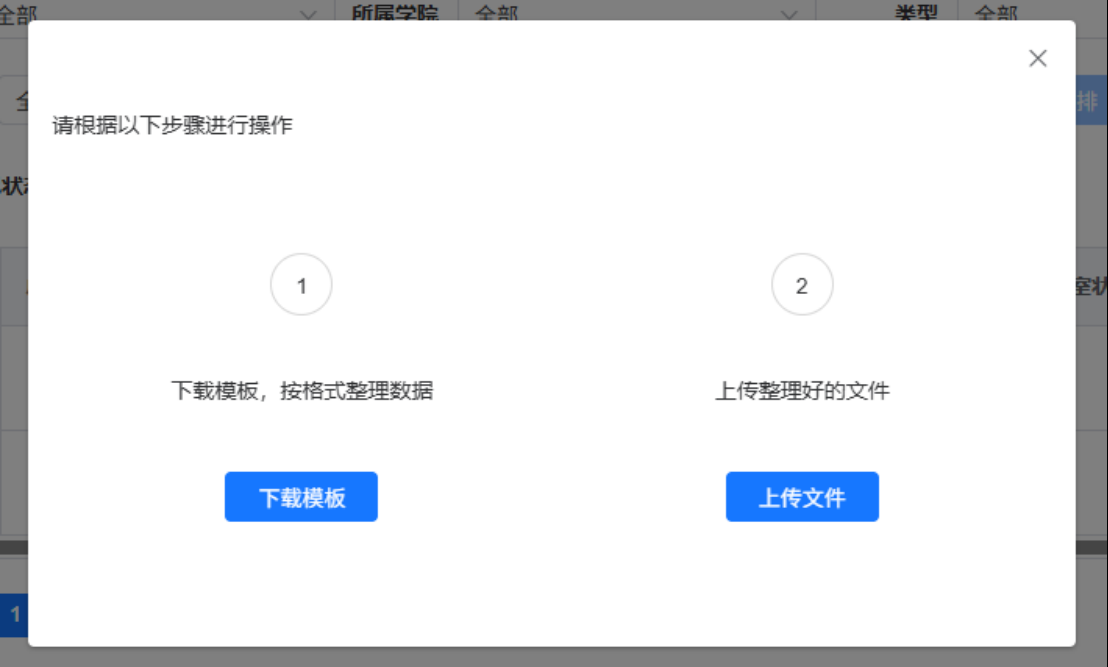 全部 所属学院 全部 类型 全部
排
请根据以下步骤进行操作
1 2
下载模板，按格式整理数据 上传整理好的文件
下载模板 上传文件
1